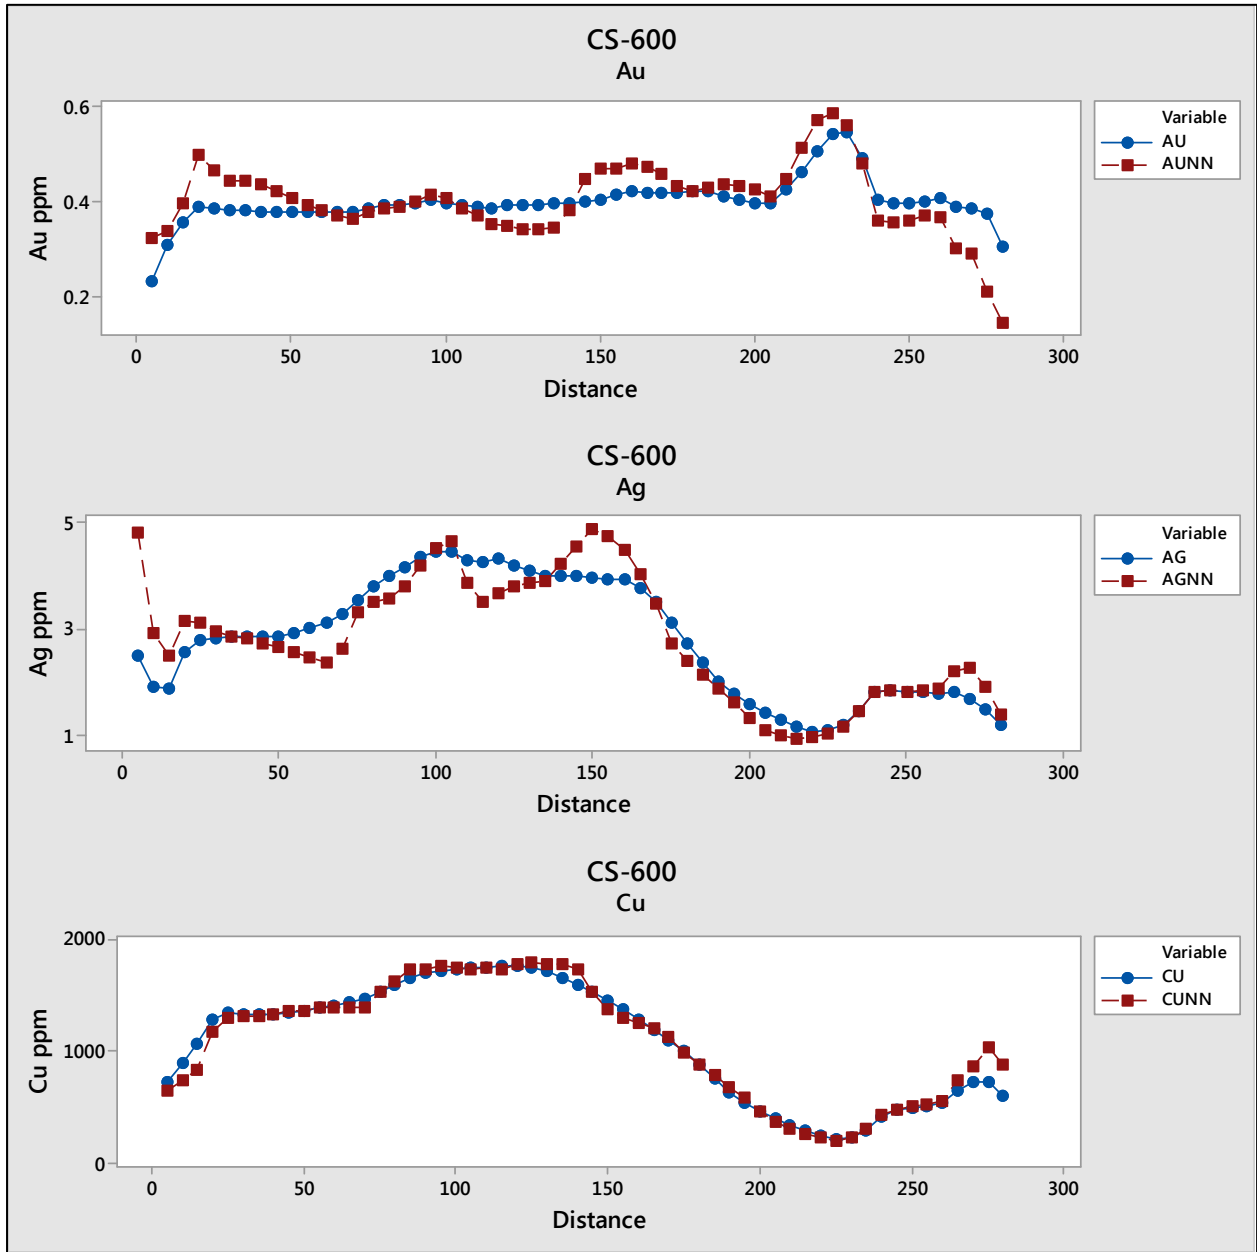 CS-600
Au
0.6
0.4
0.2
Au ppm
0 50 100 150 200 250 300
Distance
Variable
AU
AUNN
CS-600
Ag
5
3
1
Ag ppm
0 50 100 150 200 250 300
Distance
Variable
AG
AGNN
CS-600
Cu
2000
1000
0
Cu ppm
0 50 100 150 200 250 300
Distance
Variable
CU
CUNN